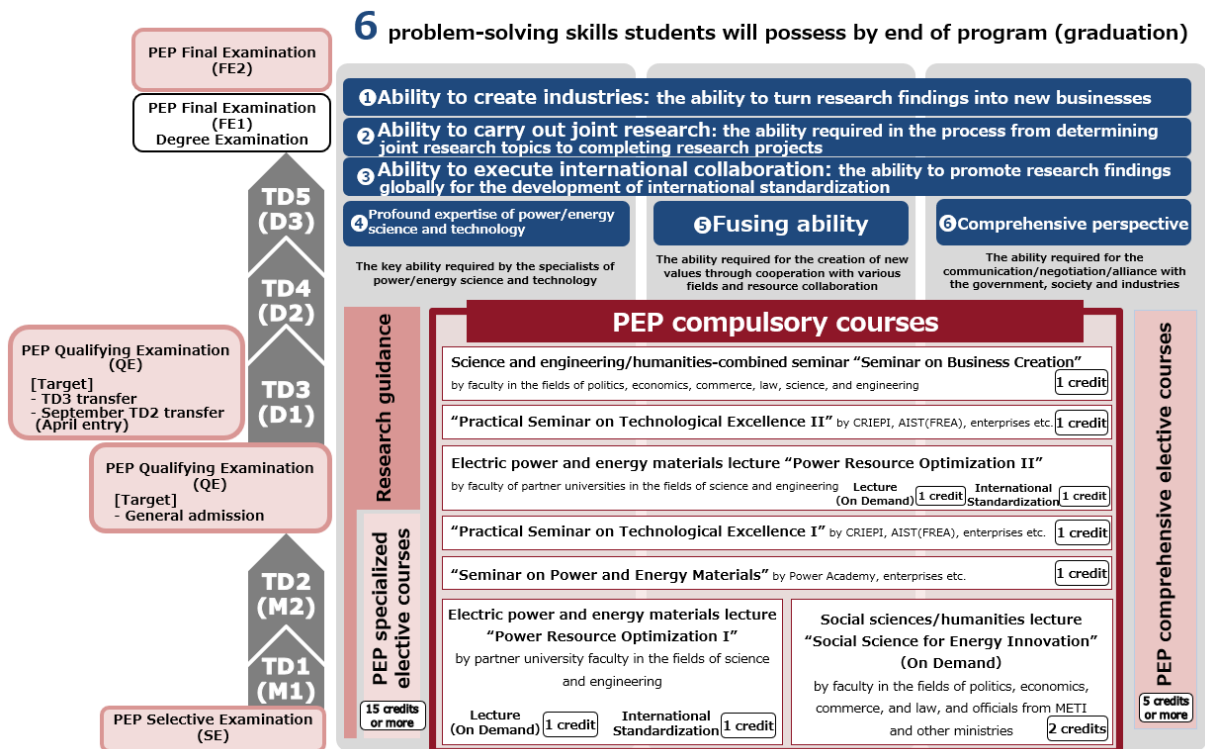 6 problem-solving skills students will possess by end of program (graduation)
PEP Final Examination
(FE2)
PEP Final Examination
(FE1)
Degree Examination
TD5
(D3)
TD4
(D2)
TD3
(D1)
PEP Qualifying Examination
(QE)
[Target]
- TD3 transfer
- September TD2 transfer
(April entry)
PEP Qualifying Examination
(QE)
[Target]
- General admission
TD2
(M2)
TD1
(M1)
PEP Selective Examination
(SE)
❶Ability to create industries: the ability to turn research findings into new businesses
❷Ability to carry out joint research: the ability required in the process from determining
joint research topics to completing research projects
❸Ability to execute international collaboration: the ability to promote research findings
globally for the development of international standardization
❹Profound expertise of power/energy
science and technology
The key ability required by the specialists of
power/energy science and technology
❺Fusing ability
The ability required for the creation of new
values through cooperation with various
fields and resource collaboration
❻Comprehensive perspective
The ability required for the
communication/negotiation/alliance with
the government, society and industries
Research guidance
PEP specialized
elective courses
15 credits
or more
PEP compulsory courses
Science and engineering/humanities-combined seminar “Seminar on Business Creation”
by faculty in the fields of politics, economics, commerce, law, science, and engineering
1 credit
“Practical Seminar on Technological Excellence II” by CRIEPI, AIST(FREA), enterprises etc.
1 credit
Electric power and energy materials lecture “Power Resource Optimization II”
by faculty of partner universities in the fields of science and engineering
Lecture
(On Demand)
1 credit
International
Standardization
1 credit
“Practical Seminar on Technological Excellence I” by CRIEPI, AIST(FREA), enterprises etc.
1 credit
“Seminar on Power and Energy Materials” by Power Academy, enterprises etc.
1 credit
Electric power and energy materials lecture
“Power Resource Optimization I”
by partner university faculty in the fields of science
and engineering
Lecture
(On Demand)
1 credit
International
Standardization
1 credit
Social sciences/humanities lecture
“Social Science for Energy Innovation”
(On Demand)
by faculty in the fields of politics, economics,
commerce, and law, and officials from METI
and other ministries
2 credits
PEP comprehensive elective courses
5 credits
or more